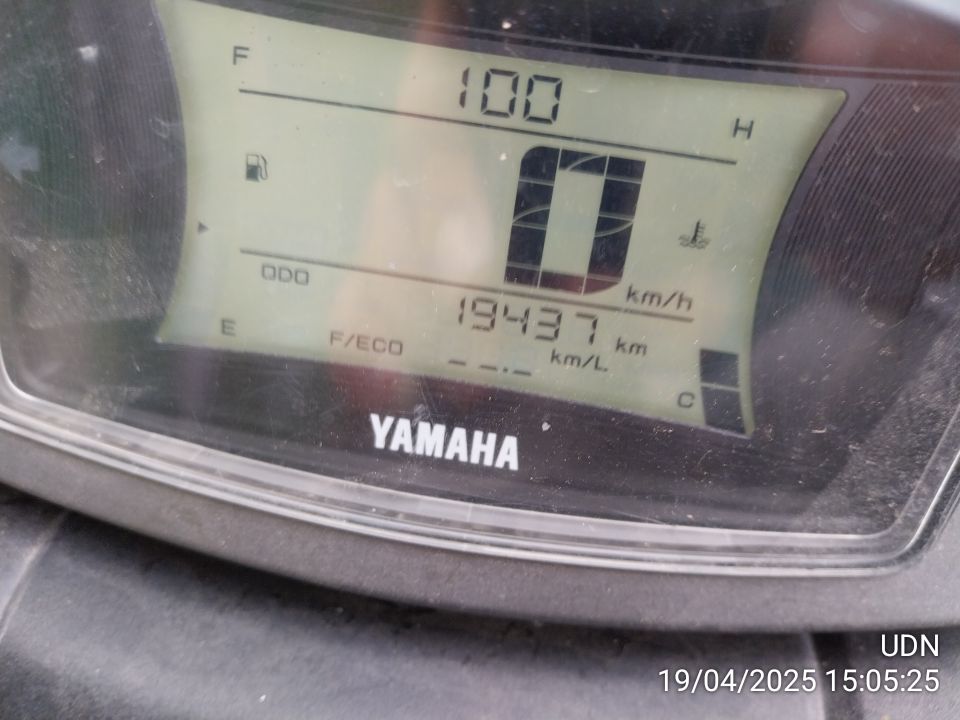 F
100
H
0
km/h
ODO
19437 km
E
F/ECO _ _._ km/L
C
YAMAHA
UDN
19/04/2025 15:05:25